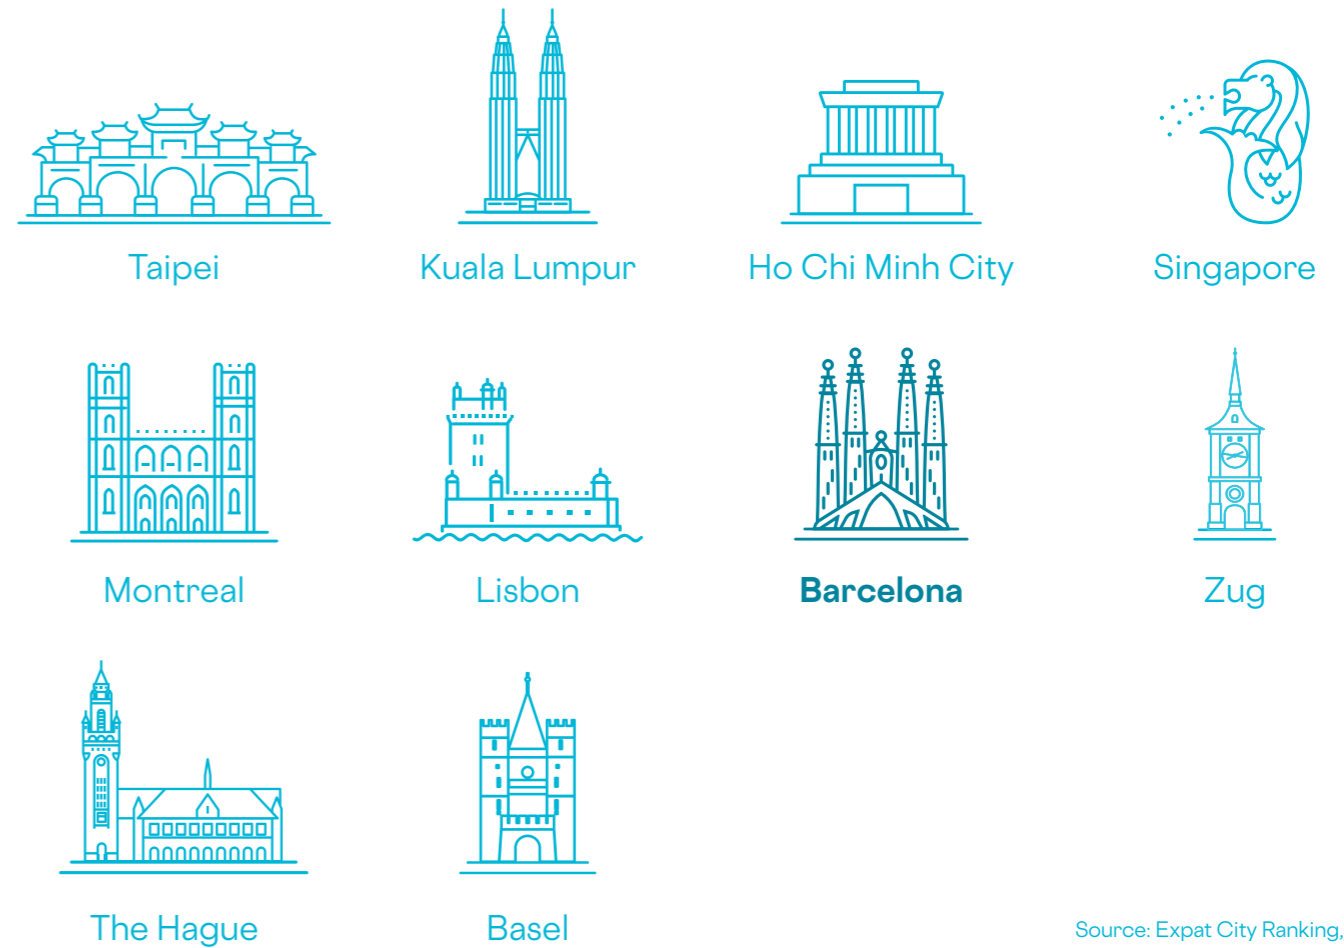 Taipei
Kuala Lumpur
Ho Chi Minh City
Singapore
Montreal
Lisbon
Barcelona
Zug
The Hague
Basel
Source: Expat City Ranking,